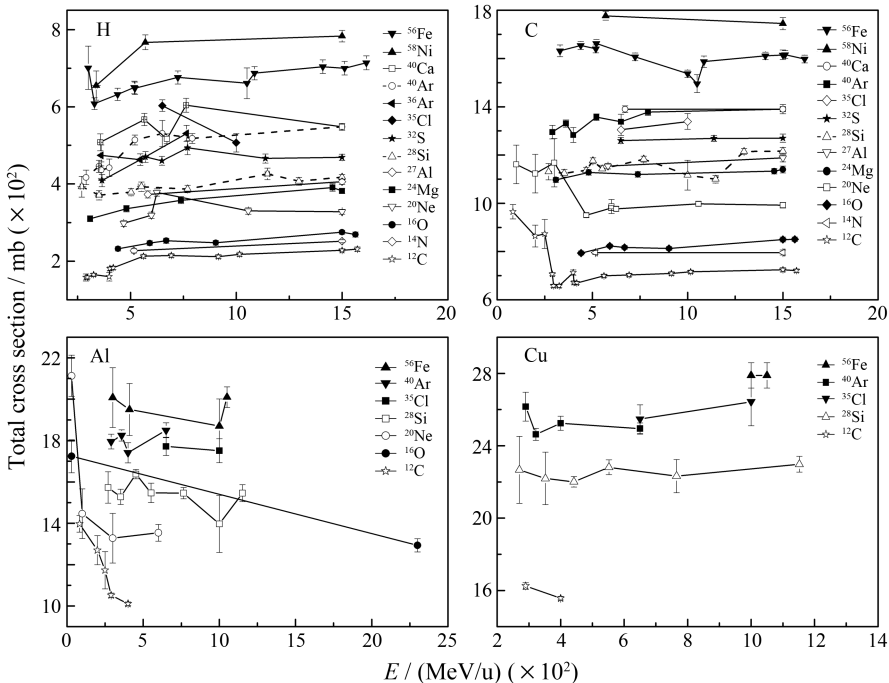 H
8
6
4
2
5
10
15
20
⁵⁶Fe
⁵⁸Ni
⁴⁰Ca
⁴⁰Ar
³⁶Ar
³⁵Cl
³²S
²⁸Si
²⁷Al
²⁴Mg
²⁰Ne
¹⁶O
¹⁴N
¹²C
C
18
14
10
6
0
5
10
15
20
⁵⁶Fe
⁵⁸Ni
⁴⁰Ca
⁴⁰Ar
³⁵Cl
³²S
²⁸Si
²⁷Al
²⁴Mg
²⁰Ne
¹⁶O
¹⁴N
¹²C
Total cross section / mb (×10²)
Al
22
18
14
10
0
5
10
15
20
25
⁵⁶Fe
⁴⁰Ar
³⁵Cl
²⁸Si
²⁰Ne
¹⁶O
¹²C
Cu
28
26
22
18
16
2
4
6
8
10
12
14
⁵⁶Fe
⁴⁰Ar
³⁵Cl
²⁸Si
¹²C
E / (MeV/u) (×10²)